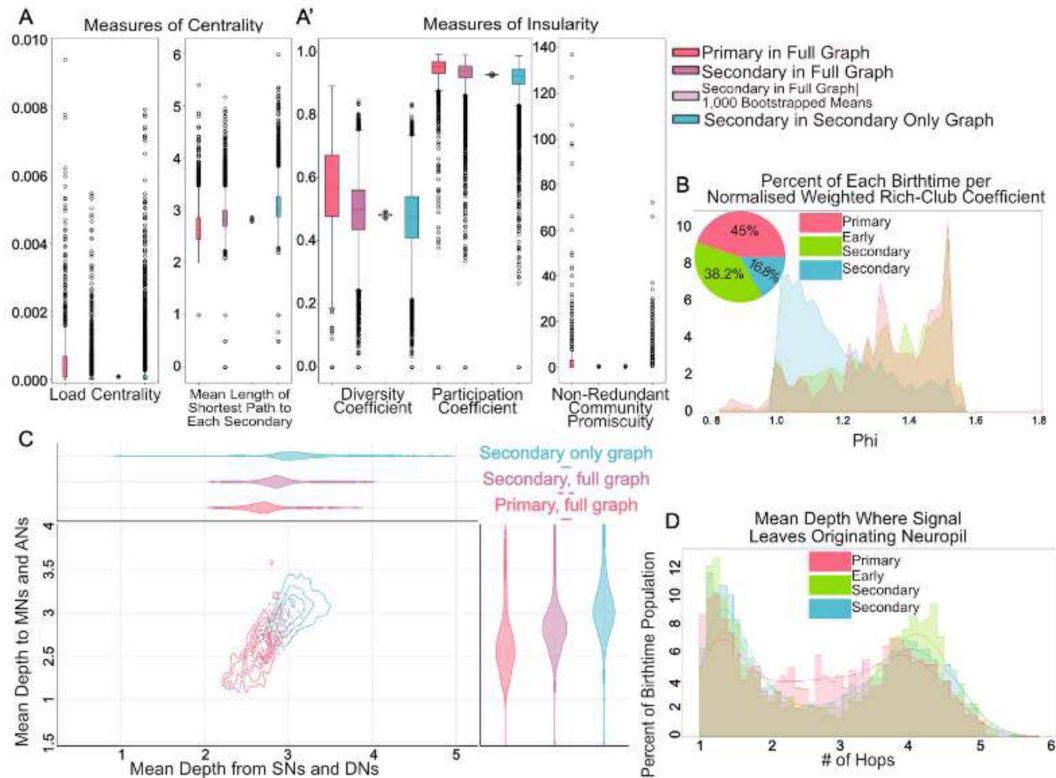 A
Measures of Centrality
A'
Measures of Insularity
0.010
0.008
0.006
0.004
0.002
0.000
Load Centrality
6
5
4
3
2
1
0
Mean Length of
Shortest Path to
Each Secondary
1.0
0.8
0.6
0.4
0.2
0.0
Diversity
Coefficient
Participation
Coefficient
140
120
100
80
60
40
20
0
Non-Redundant
Community
Promiscuity
Primary in Full Graph
Secondary in Full Graph
Secondary in Full Graph|
1,000 Bootstrapped Means
Secondary in Secondary Only Graph
B
Percent of Each Birthtime per
Normalised Weighted Rich-Club Coefficient
10
8
6
4
2
0
45%
38.2%
16.8%
Primary
Early
Secondary
Secondary
0.8 1.0 1.2 1.4 1.6 1.8
Phi
C
Secondary only graph
Secondary, full graph
Primary, full graph
Mean Depth to MNs and ANs
4
3.5
3
2.5
2
1.5
1 2 3 4 5
Mean Depth from SNs and DNs
D
Mean Depth Where Signal
Leaves Originating Neuropil
Primary
Early
Secondary
Secondary
Percent of Birthtime Population
12
10
8
6
4
2
0
1 2 3 4 5 6
# of Hops